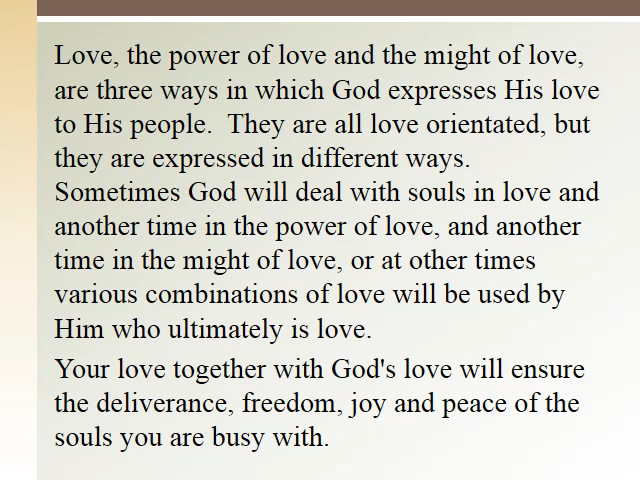 Love, the power of love and the might of love,
are three ways in which God expresses His love
to His people.  They are all love orientated, but
they are expressed in different ways.
Sometimes God will deal with souls in love and
another time in the power of love, and another
time in the might of love, or at other times
various combinations of love will be used by
Him who ultimately is love.
Your love together with God's love will ensure
the deliverance, freedom, joy and peace of the
souls you are busy with.